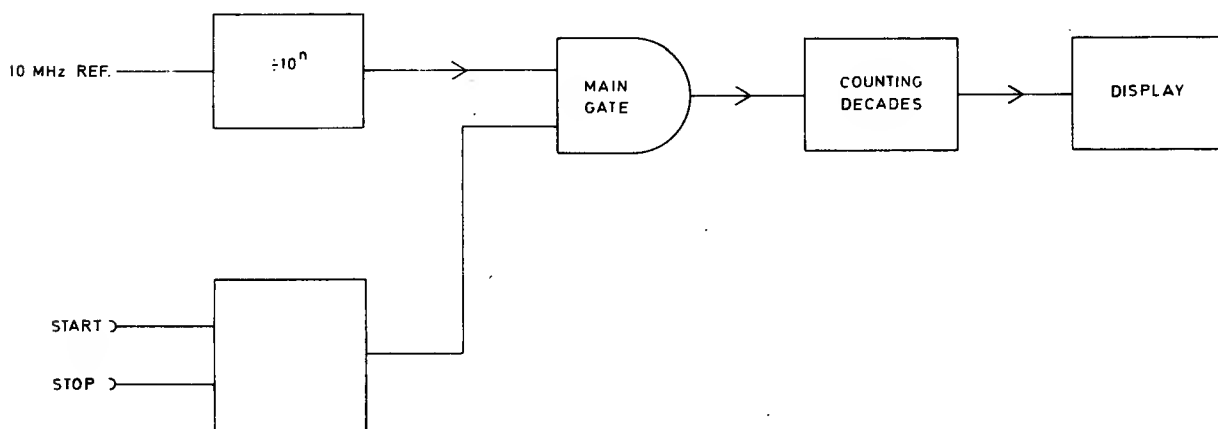 10 MHz REF.
÷10ⁿ
MAIN
GATE
COUNTING
DECADES
DISPLAY
START
STOP